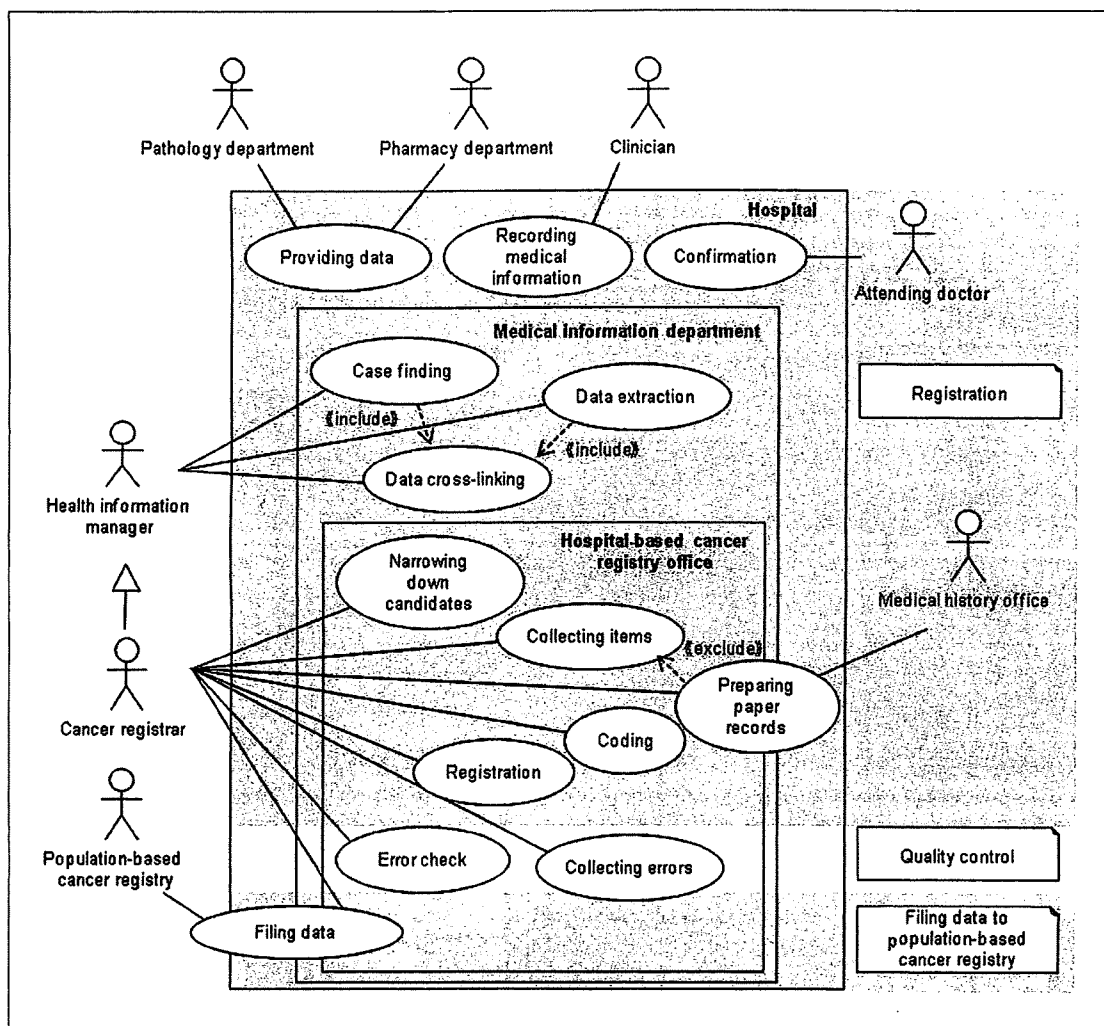 Pathology department
Pharmacy department
Clinician
Hospital
Providing data
Recording
medical
information
Confirmation
Attending doctor
Medical Information department
Case finding
Data extraction
Registration
《include》
《include》
Data cross-linking
Health information
manager
Hospital-based cancer
registry office
Narrowing
down
candidates
Medical history office
Collecting items
《exclude》
Preparing
paper
records
Cancer registrar
Coding
Registration
Population-based
cancer registry
Error check
Collecting errors
Quality control
Filing data
Filing data to
population-based
cancer registry